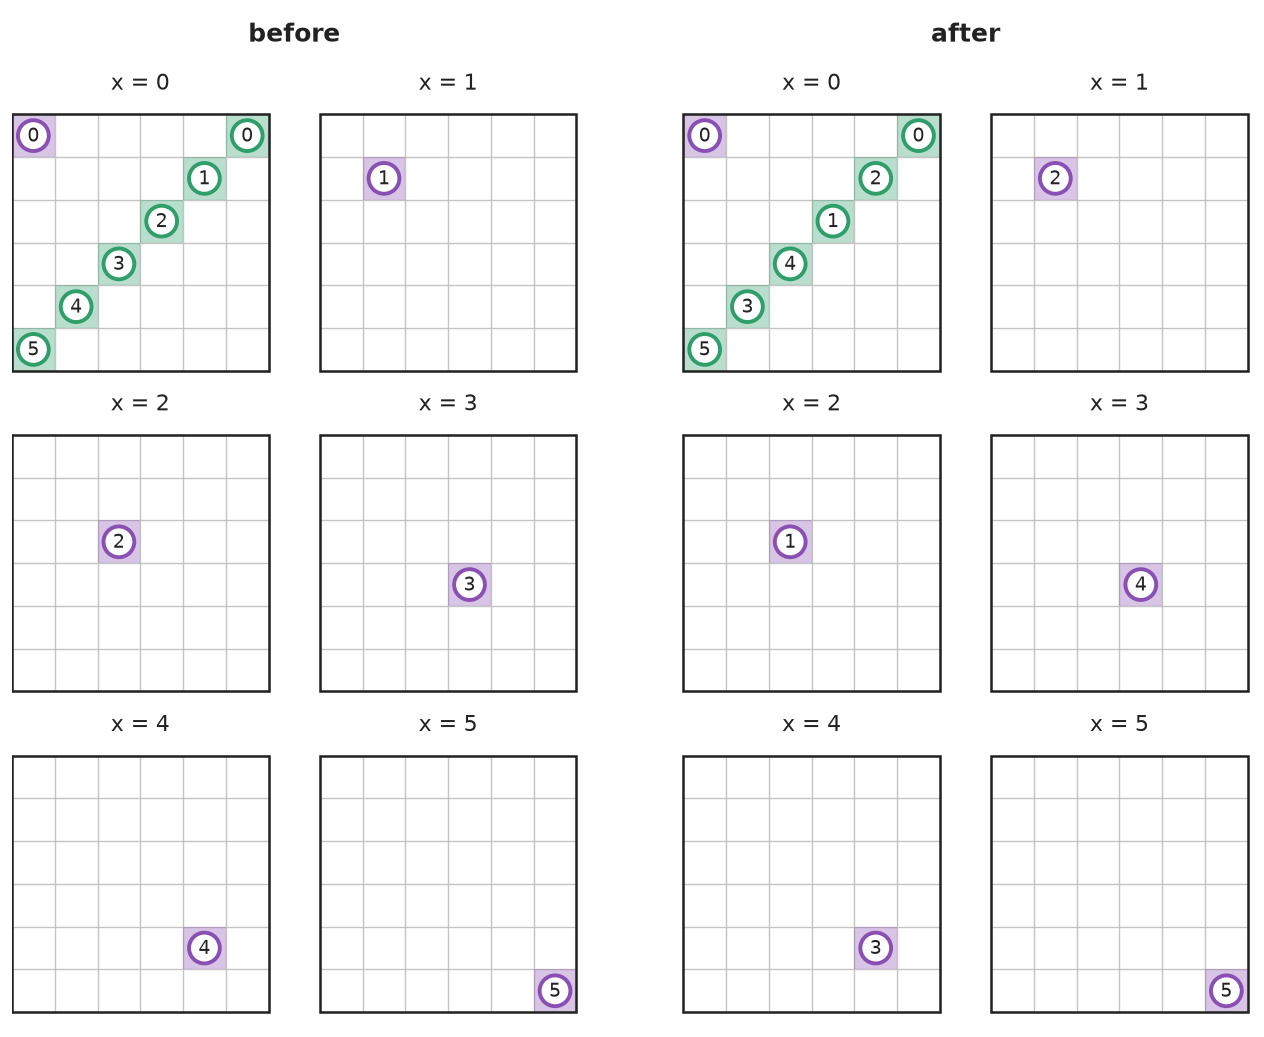 before after
x = 0 x = 1 x = 0 x = 1
0 0 0 0
1 1 2 2
2 1
3 4
4 3
5 5
x = 2 x = 3 x = 2 x = 3
2 1
3 4
x = 4 x = 5 x = 4 x = 5
4 3
5 5